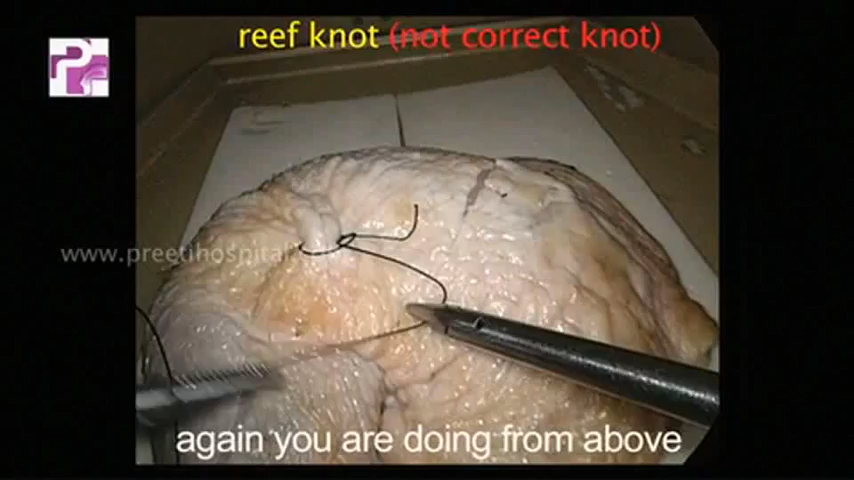 reef knot (not correct knot)
www.preetihospital.
again you are doing from above